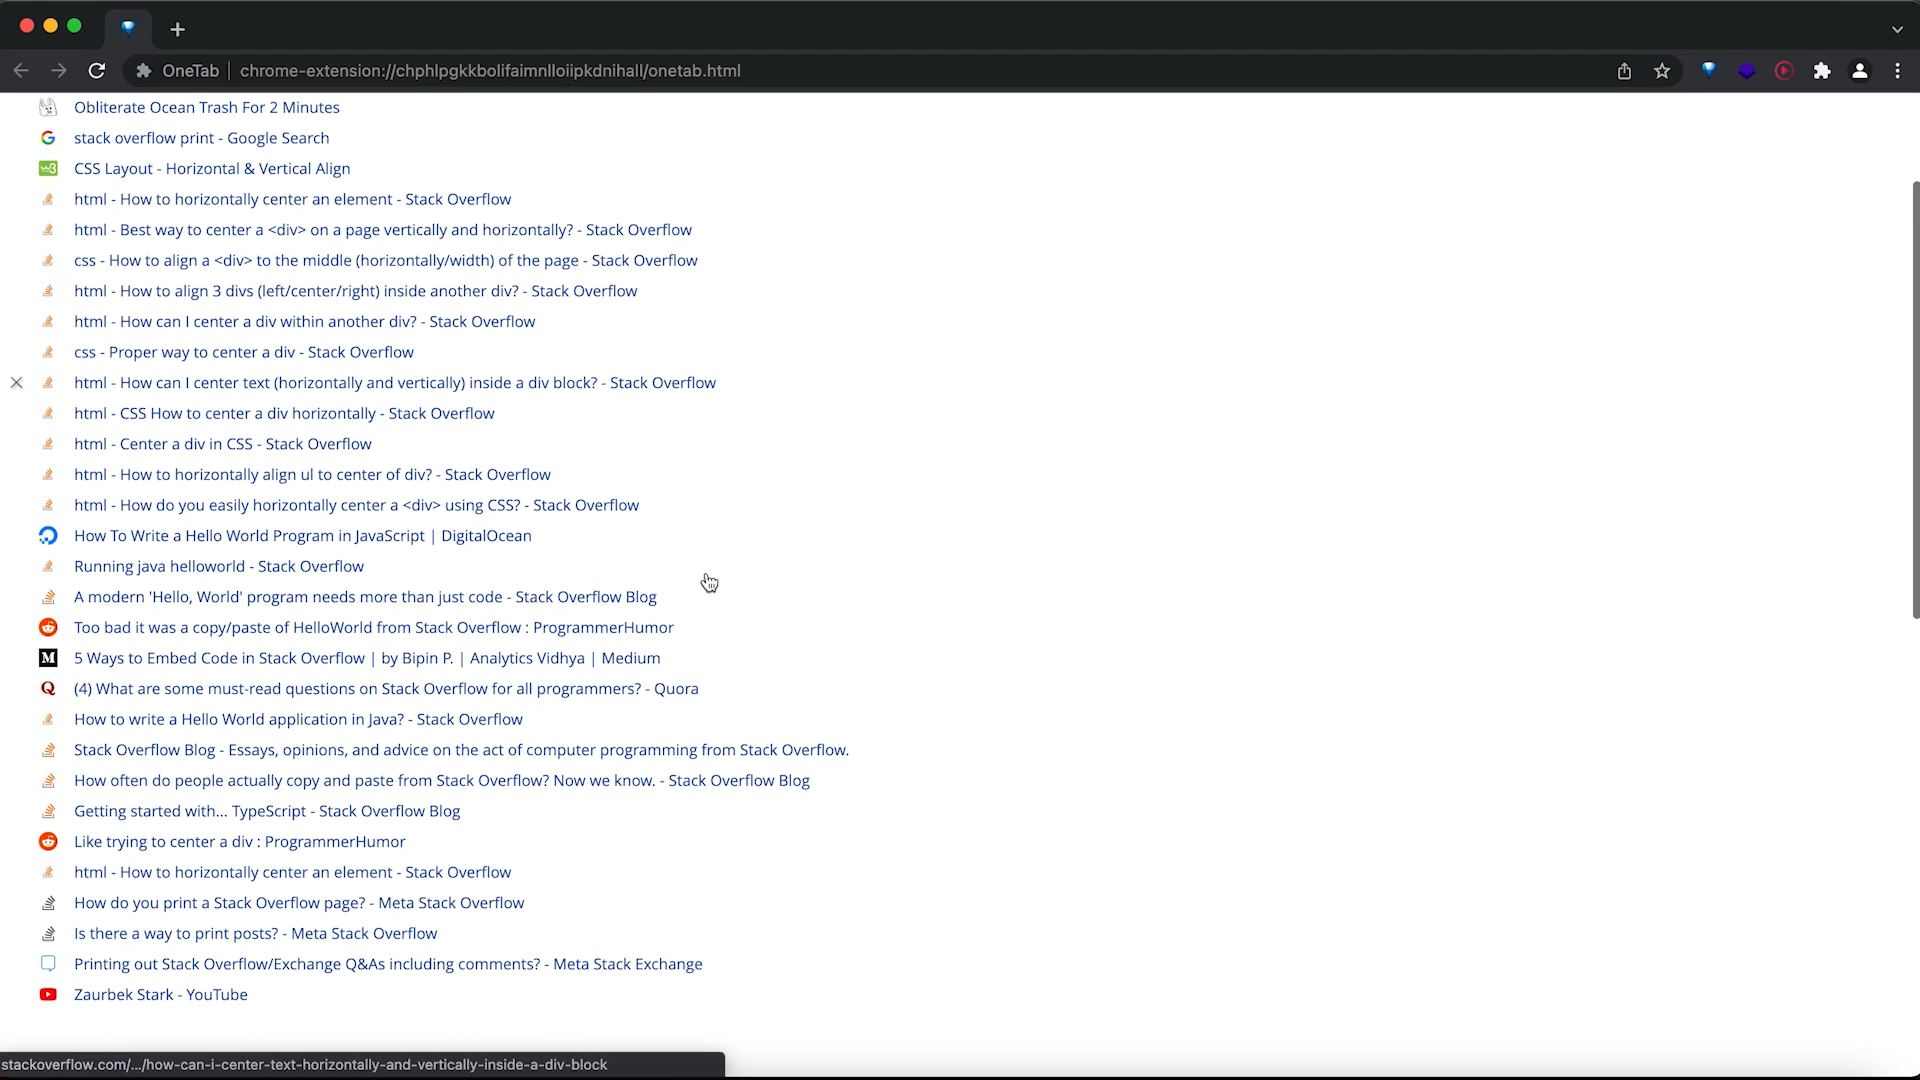 OneTab
chrome-extension://chphlpgkkbolifaimnlloiipkdnihall/onetab.html
Obliterate Ocean Trash For 2 Minutes
stack overflow print - Google Search
CSS Layout - Horizontal & Vertical Align
html - How to horizontally center an element - Stack Overflow
html - Best way to center a <div> on a page vertically and horizontally? - Stack Overflow
css - How to align a <div> to the middle (horizontally/width) of the page - Stack Overflow
html - How to align 3 divs (left/center/right) inside another div? - Stack Overflow
html - How can I center a div within another div? - Stack Overflow
css - Proper way to center a div - Stack Overflow
html - How can I center text (horizontally and vertically) inside a div block? - Stack Overflow
html - CSS How to center a div horizontally - Stack Overflow
html - Center a div in CSS - Stack Overflow
html - How to horizontally align ul to center of div? - Stack Overflow
html - How do you easily horizontally center a <div> using CSS? - Stack Overflow
How To Write a Hello World Program in JavaScript | DigitalOcean
Running java helloworld - Stack Overflow
A modern 'Hello, World' program needs more than just code - Stack Overflow Blog
Too bad it was a copy/paste of HelloWorld from Stack Overflow : ProgrammerHumor
5 Ways to Embed Code in Stack Overflow | by Bipin P. | Analytics Vidhya | Medium
(4) What are some must-read questions on Stack Overflow for all programmers? - Quora
How to write a Hello World application in Java? - Stack Overflow
Stack Overflow Blog - Essays, opinions, and advice on the act of computer programming from Stack Overflow.
How often do people actually copy and paste from Stack Overflow? Now we know. - Stack Overflow Blog
Getting started with... TypeScript - Stack Overflow Blog
Like trying to center a div : ProgrammerHumor
html - How to horizontally center an element - Stack Overflow
How do you print a Stack Overflow page? - Meta Stack Overflow
Is there a way to print posts? - Meta Stack Overflow
Printing out Stack Overflow/Exchange Q&As including comments? - Meta Stack Exchange
Zaurbek Stark - YouTube
stackoverflow.com/.../how-can-i-center-text-horizontally-and-vertically-inside-a-div-block